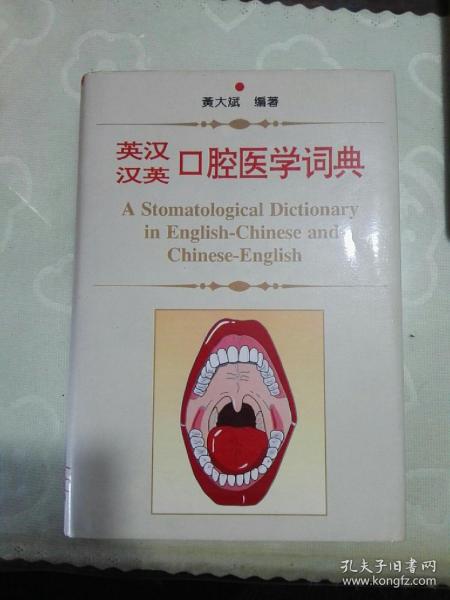 黄大斌 编著
英汉
汉英 口腔医学词典
A Stomatological Dictionary
in English-Chinese and
Chinese-English
孔夫子旧书网
www.kongfz.com